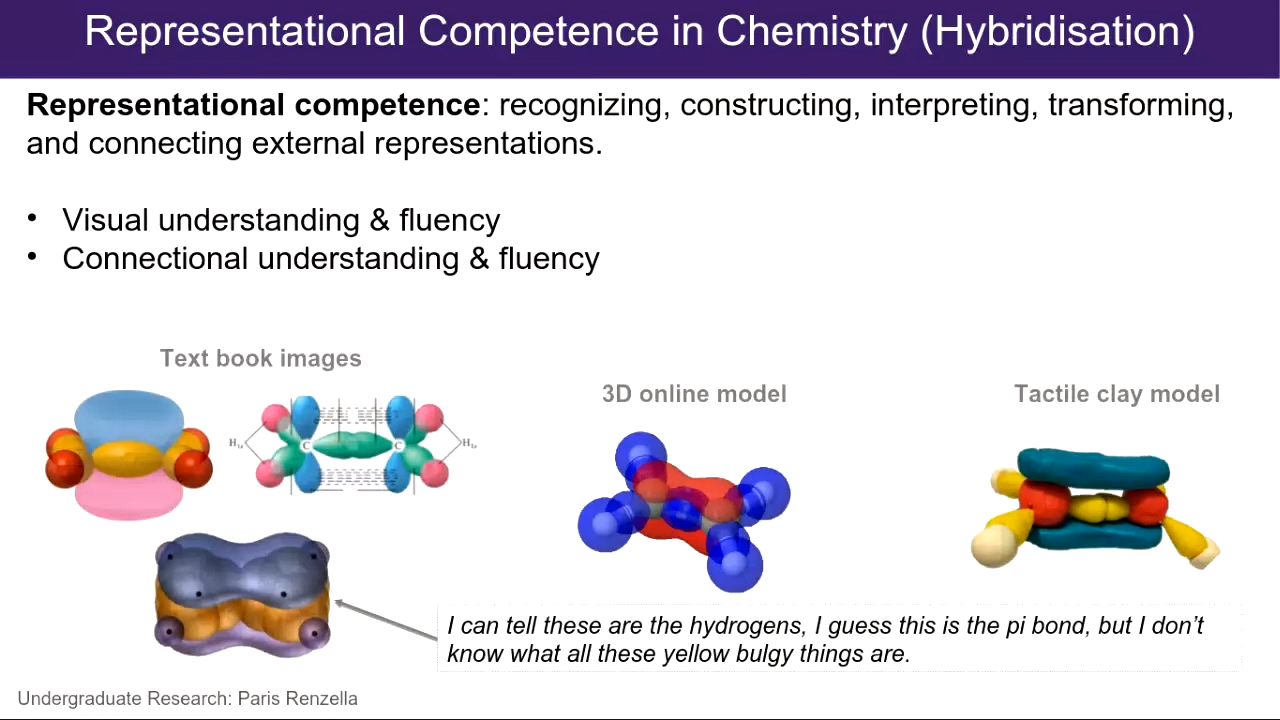 Representational Competence in Chemistry (Hybridisation)
Representational competence: recognizing, constructing, interpreting, transforming,
and connecting external representations.
• Visual understanding & fluency
• Connectional understanding & fluency
Text book images
3D online model
Tactile clay model
H₁ₛ
C
C
H₁ₛ
I can tell these are the hydrogens, I guess this is the pi bond, but I don’t
know what all these yellow bulgy things are.
Undergraduate Research: Paris Renzella